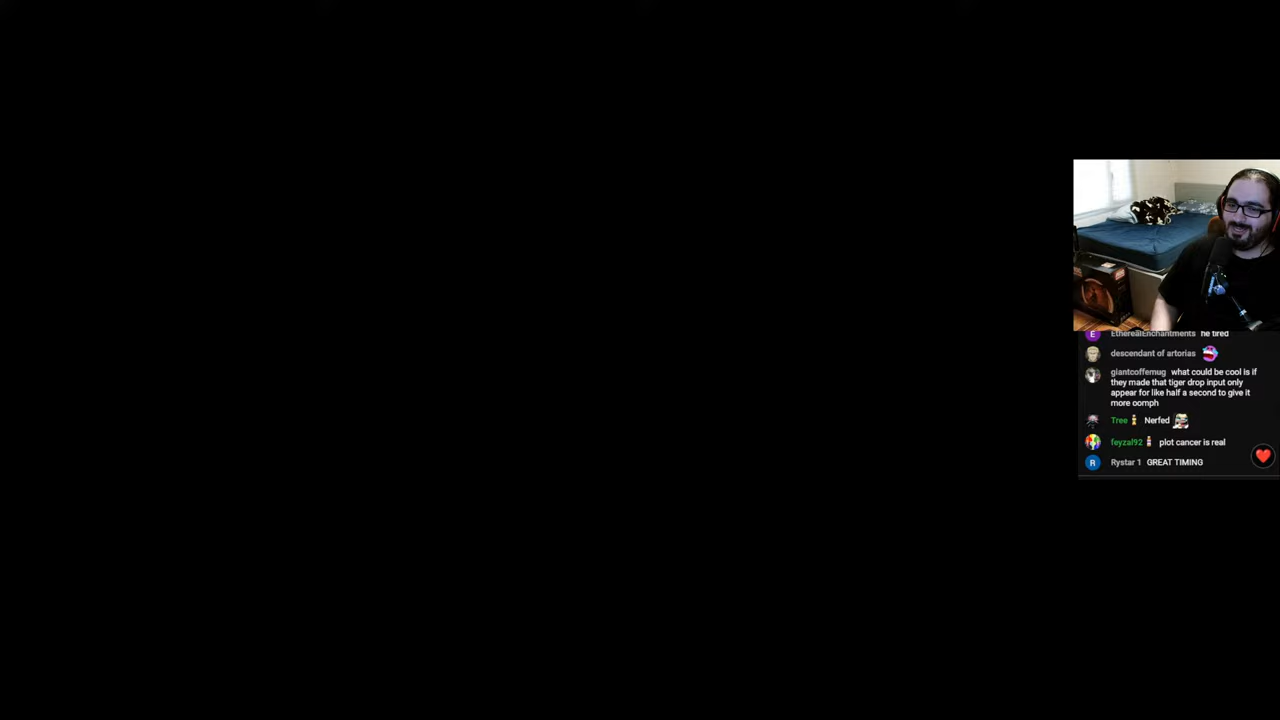 EtherealEnchantments he tired
descendant of artorias
giantcoffemug what could be cool is if
they made that tiger drop input only
appear for like half a second to give it
more oomph
Tree Nerfed
feyzal92 plot cancer is real
R Rystar 1 GREAT TIMING